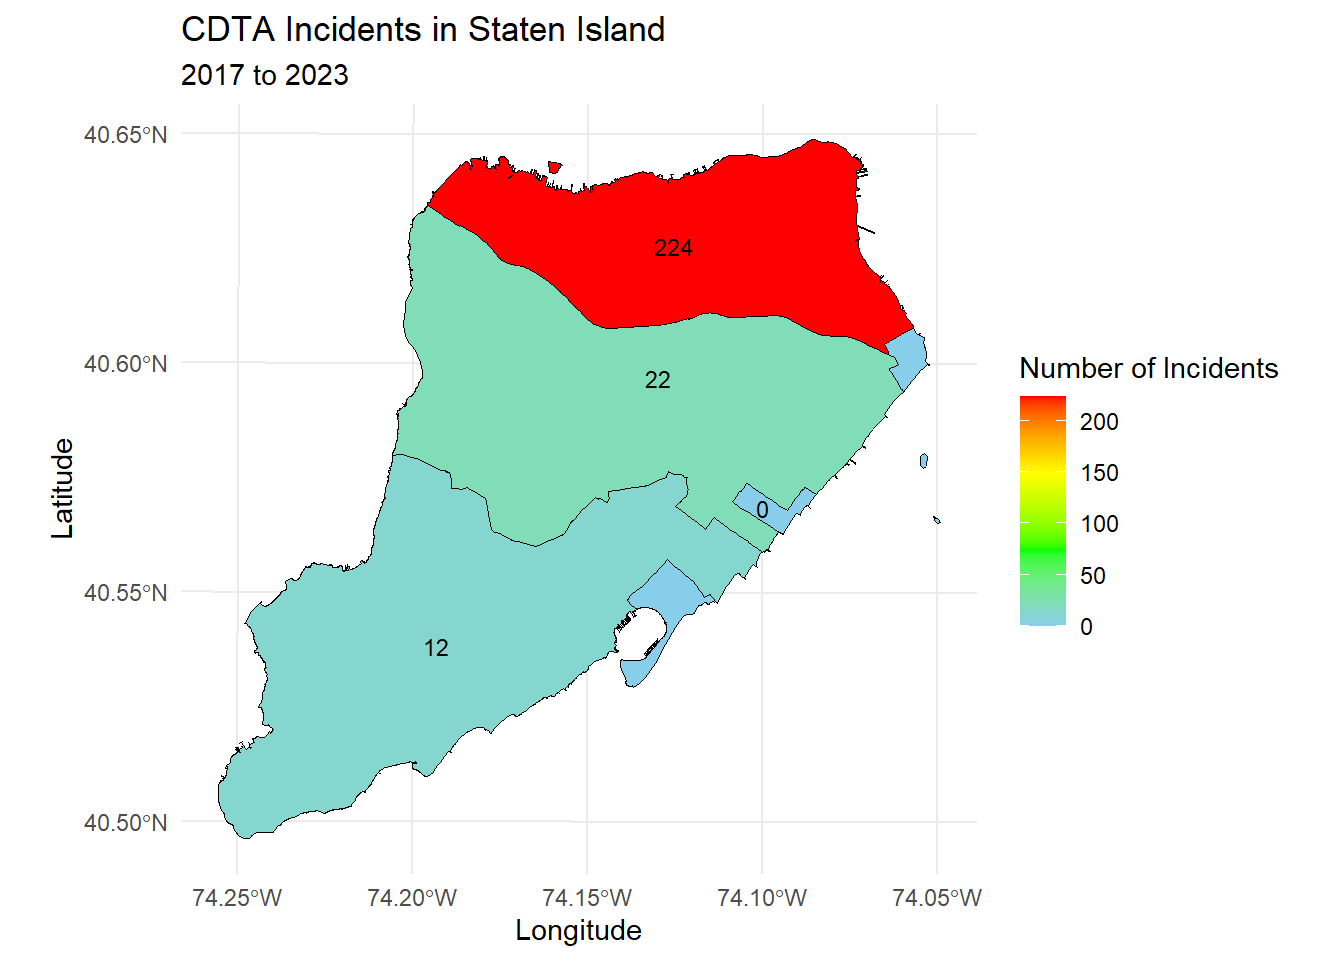 CDTA Incidents in Staten Island
2017 to 2023
40.65°N
40.60°N
40.55°N
40.50°N
Latitude
224
22
0
12
74.25°W
74.20°W
74.15°W
74.10°W
74.05°W
Longitude
Number of Incidents
200
150
100
50
0